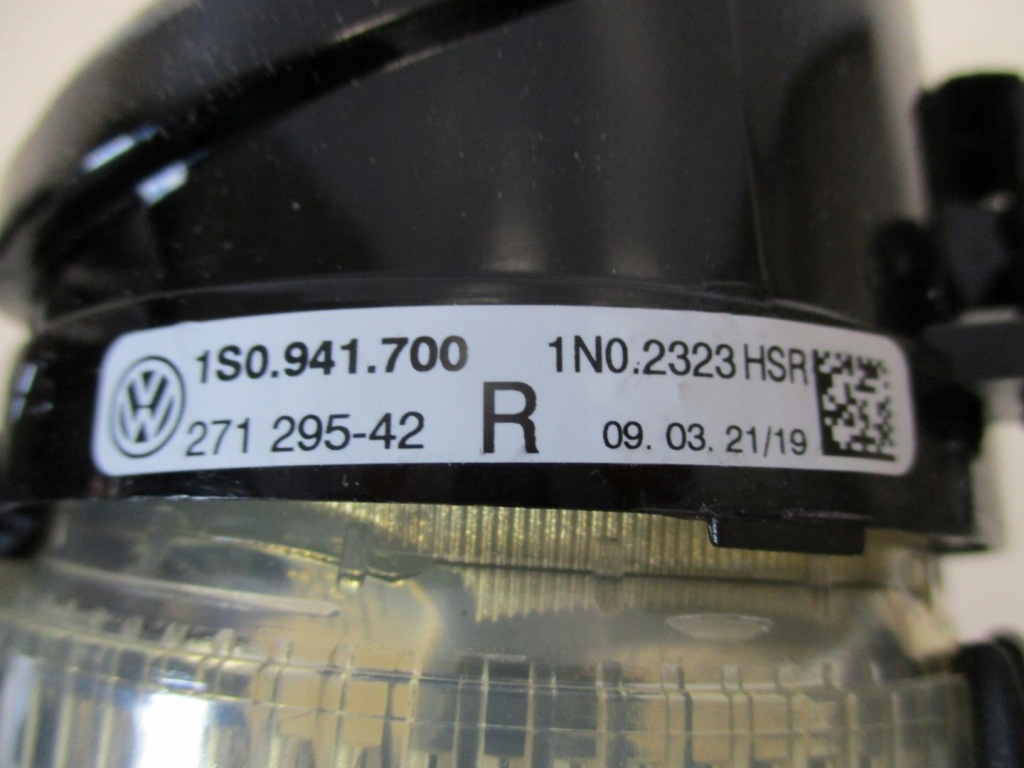 1S0.941.700 1N0.2323 HSR
271 295-42 R 09. 03. 21/19